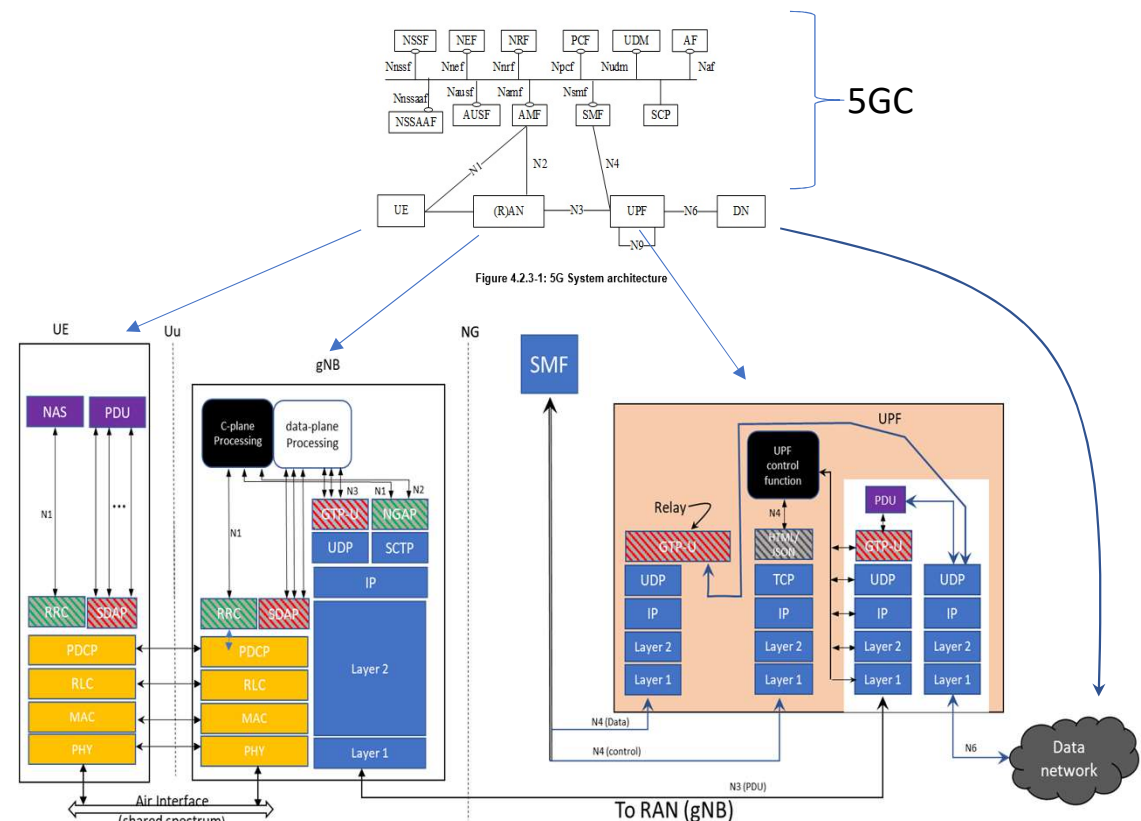 NSSF
NEF
NRF
PCF
UDM
AF
Nnssf
Nnef
Nnrf
Npcf
Nudm
Naf
5GC
Nnssaaf
Nausf
Namf
Nsmf
NSSAAF
AUSF
AMF
SMF
SCP
N1
N2
N4
UE
(R)AN
N3
UPF
N6
DN
N9
Figure 4.2.3-1: 5G System architecture
UE
Uu
NG
gNB
SMF
NAS
PDU
...
N1
RRC
SDAP
PDCP
RLC
MAC
PHY
C-plane
Processing
data-plane
Processing
N3
N1
N2
GTP-U
NGAP
N1
UDP
SCTP
IP
RRC
SDAP
PDCP
RLC
MAC
PHY
Layer 2
Layer 1
Air Interface
(shared spectrum)
UPF
UPF
control
function
Relay
N4
PDU
GTP-U
HTML/
JSON
GTP-U
UDP
TCP
UDP
UDP
IP
IP
IP
IP
Layer 2
Layer 2
Layer 2
Layer 2
Layer 1
Layer 1
Layer 1
Layer 1
N4 (Data)
N4 (control)
N6
Data
network
N3 (PDU)
To RAN (gNB)